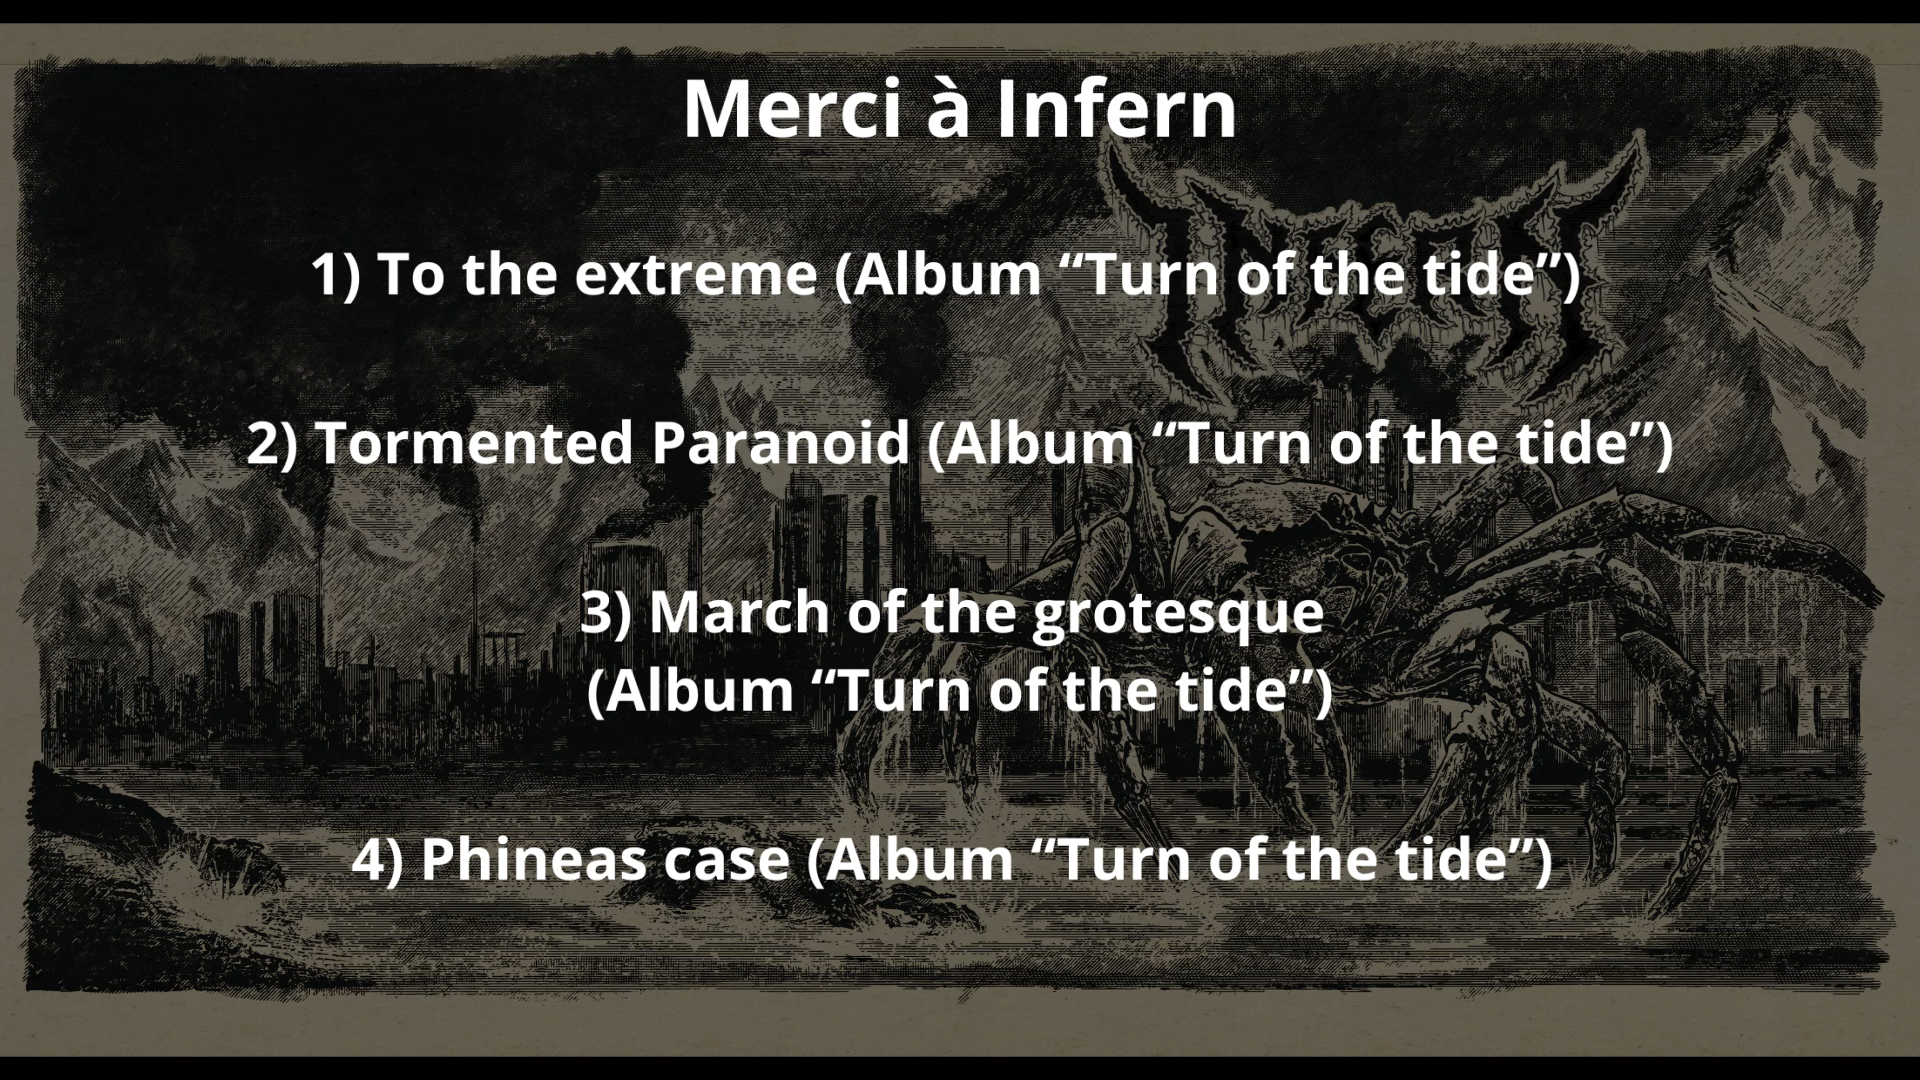 Merci à Infern
INFERN
1) To the extreme (Album “Turn of the tide”)
2) Tormented Paranoid (Album “Turn of the tide”)
3) March of the grotesque
(Album “Turn of the tide”)
4) Phineas case (Album “Turn of the tide”)